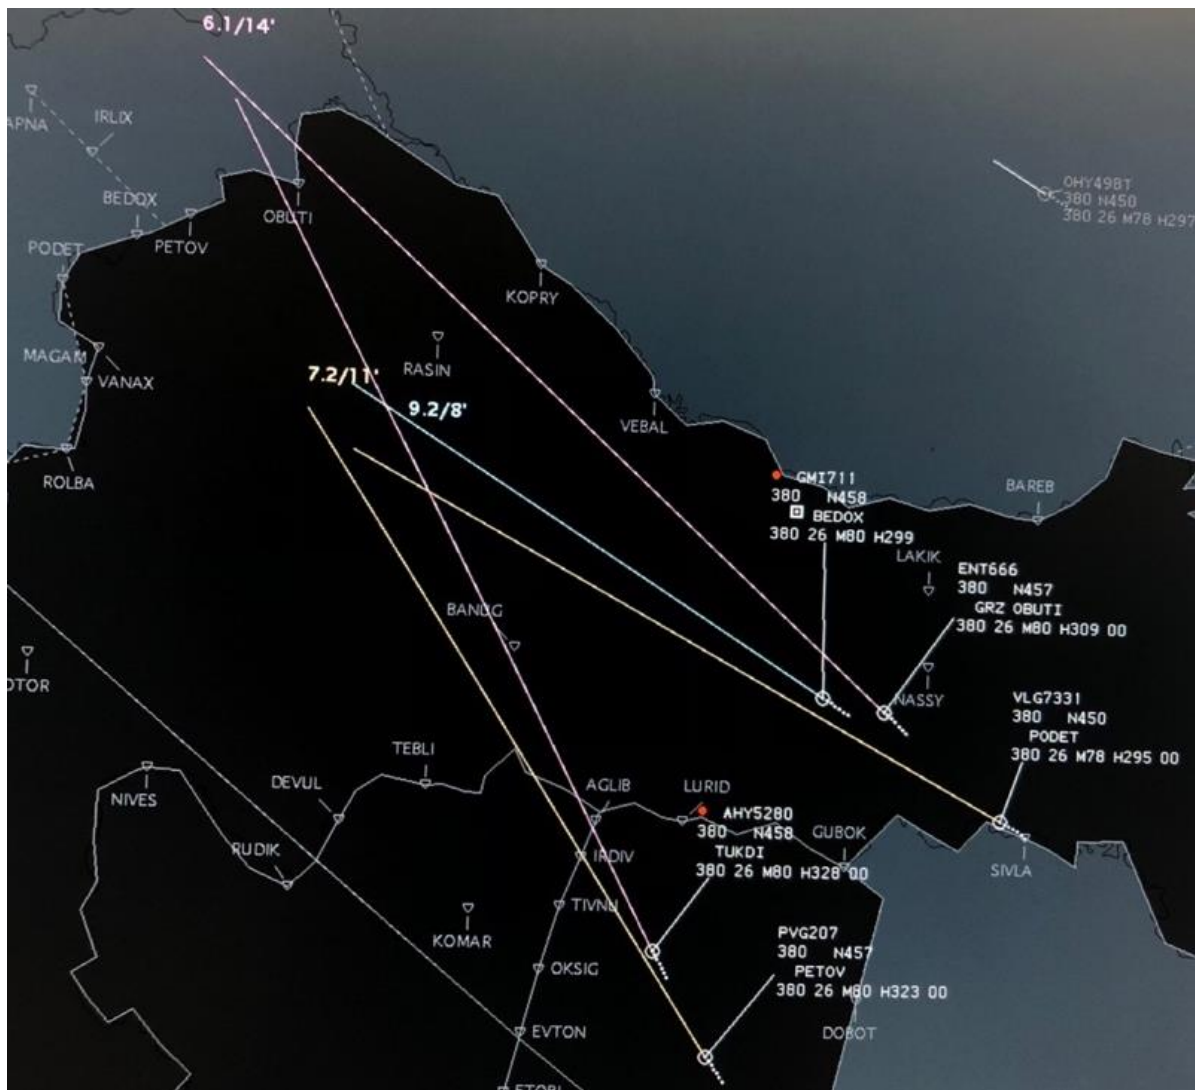 6.1/14'
APNA
IRLIX
BEDOX
PETOV
OBUTI
OHY49BT
380 N450
380 26 M78 H297
PODET
KOPRY
MAGAM
VANAX
RASIN
7.2/11'
9.2/8'
VEBAL
ROLBA
GMI711
380 N458
BEDOX
380 26 M80 H299
BAREB
LAKIK
ENT666
380 N457
GRZ OBUTI
380 26 M80 H309 00
BANUG
OTOR
NASSY
VLG7331
380 N450
PODET
380 26 M78 H295 00
TEBLI
NIVES
DEVUL
AGLIB
LURID
AHY5280
380 N458
TUKDI
380 26 M80 H328 00
GUBOK
SIVLA
RUDIK
IRDIV
TIVNU
KOMAR
OKSIG
PVG207
380 N457
PETOV
380 26 M80 H323 00
EVTON
DOBOT